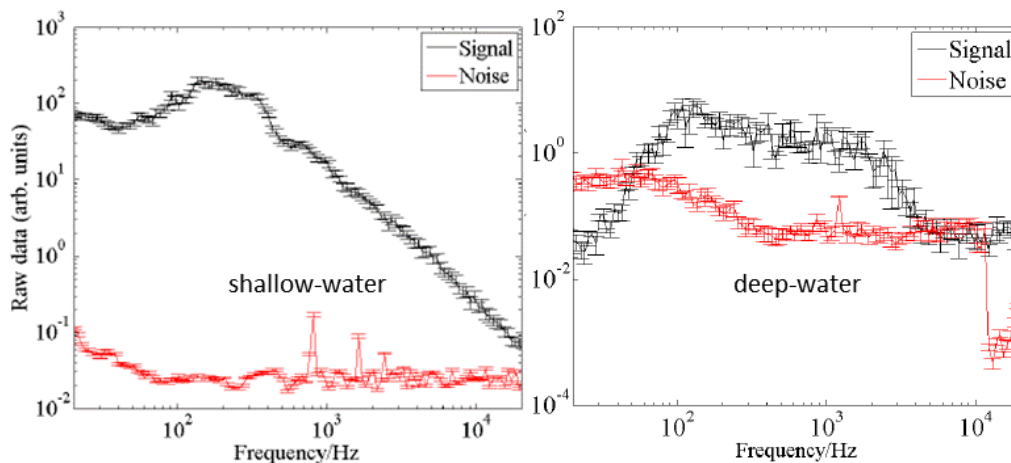 Raw data (arb. units)
10^3
10^2
10^1
10^0
10^-1
10^-2
Signal
Noise
shallow-water
10^2 10^3 10^4
Frequency/Hz
10^2
10^0
10^-2
10^-4
Signal
Noise
deep-water
10^2 10^3 10^4
Frequency/Hz